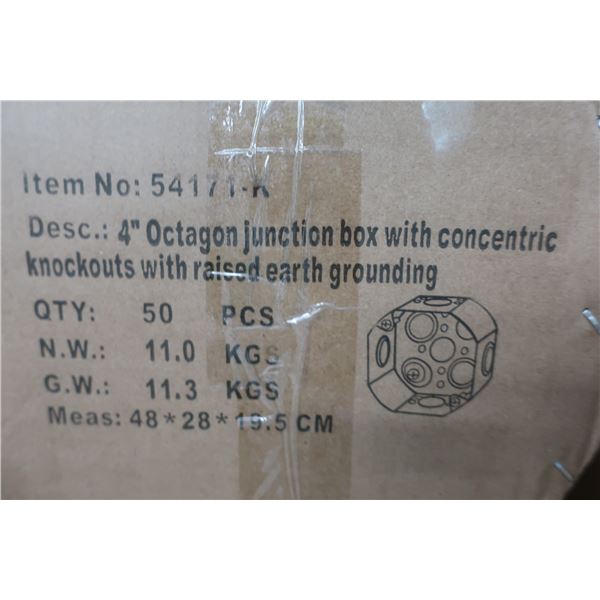 Item No: 54171-K
Desc.: 4" Octagon junction box with concentric
knockouts with raised earth grounding
QTY: 50 PCS
N.W.: 11.0 KGS
G.W.: 11.3 KGS
Meas: 48*28*19.5 CM